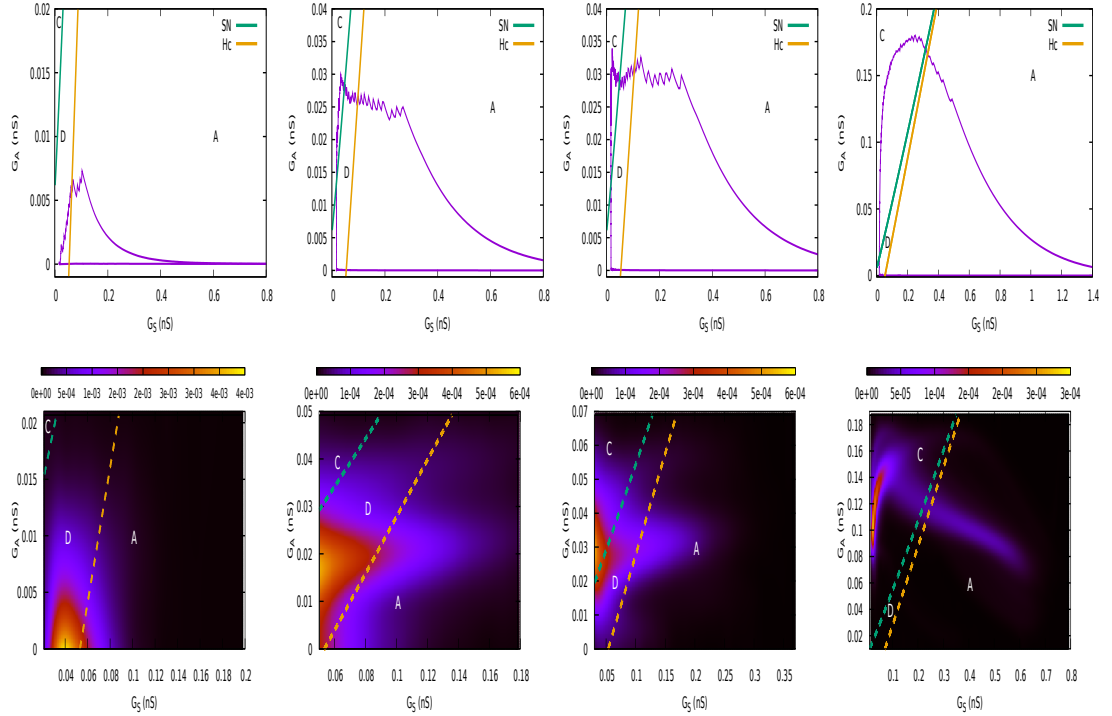 0.02 0.015 0.01 0.005 0
G_A (nS)
C D A
SN
Hc
0 0.2 0.4 0.6 0.8
G_S (nS)
0.04 0.035 0.03 0.025 0.02 0.015 0.01 0.005 0
G_A (nS)
C D A
SN
Hc
0 0.2 0.4 0.6 0.8
G_S (nS)
0.04 0.035 0.03 0.025 0.02 0.015 0.01 0.005 0
G_A (nS)
C D A
SN
Hc
0 0.2 0.4 0.6 0.8
G_S (nS)
0.2 0.15 0.1 0.05 0
G_A (nS)
C D A
SN
Hc
0 0.2 0.4 0.6 0.8 1 1.2 1.4
G_S (nS)
0e+00 5e-04 1e-03 2e-03 2e-03 2e-03 3e-03 4e-03 4e-03
0.02 0.015 0.01 0.005 0
G_A (nS)
C D A
0.04 0.06 0.08 0.1 0.12 0.14 0.16 0.18 0.2
G_S (nS)
0e+00 1e-04 2e-04 3e-04 4e-04 5e-04 6e-04
0.05 0.04 0.03 0.02 0.01 0
G_A (nS)
C D A
0.06 0.08 0.1 0.12 0.14 0.16 0.18
G_S (nS)
0e+00 1e-04 2e-04 3e-04 4e-04 5e-04 6e-04
0.07 0.06 0.05 0.04 0.03 0.02 0.01 0
G_A (nS)
C D A
0.05 0.1 0.15 0.2 0.25 0.3 0.35
G_S (nS)
0e+00 5e-05 1e-04 2e-04 2e-04 3e-04 3e-04
0.18 0.16 0.14 0.12 0.1 0.08 0.06 0.04 0.02
G_A (nS)
C D A
0.1 0.2 0.3 0.4 0.5 0.6 0.7 0.8
G_S (nS)